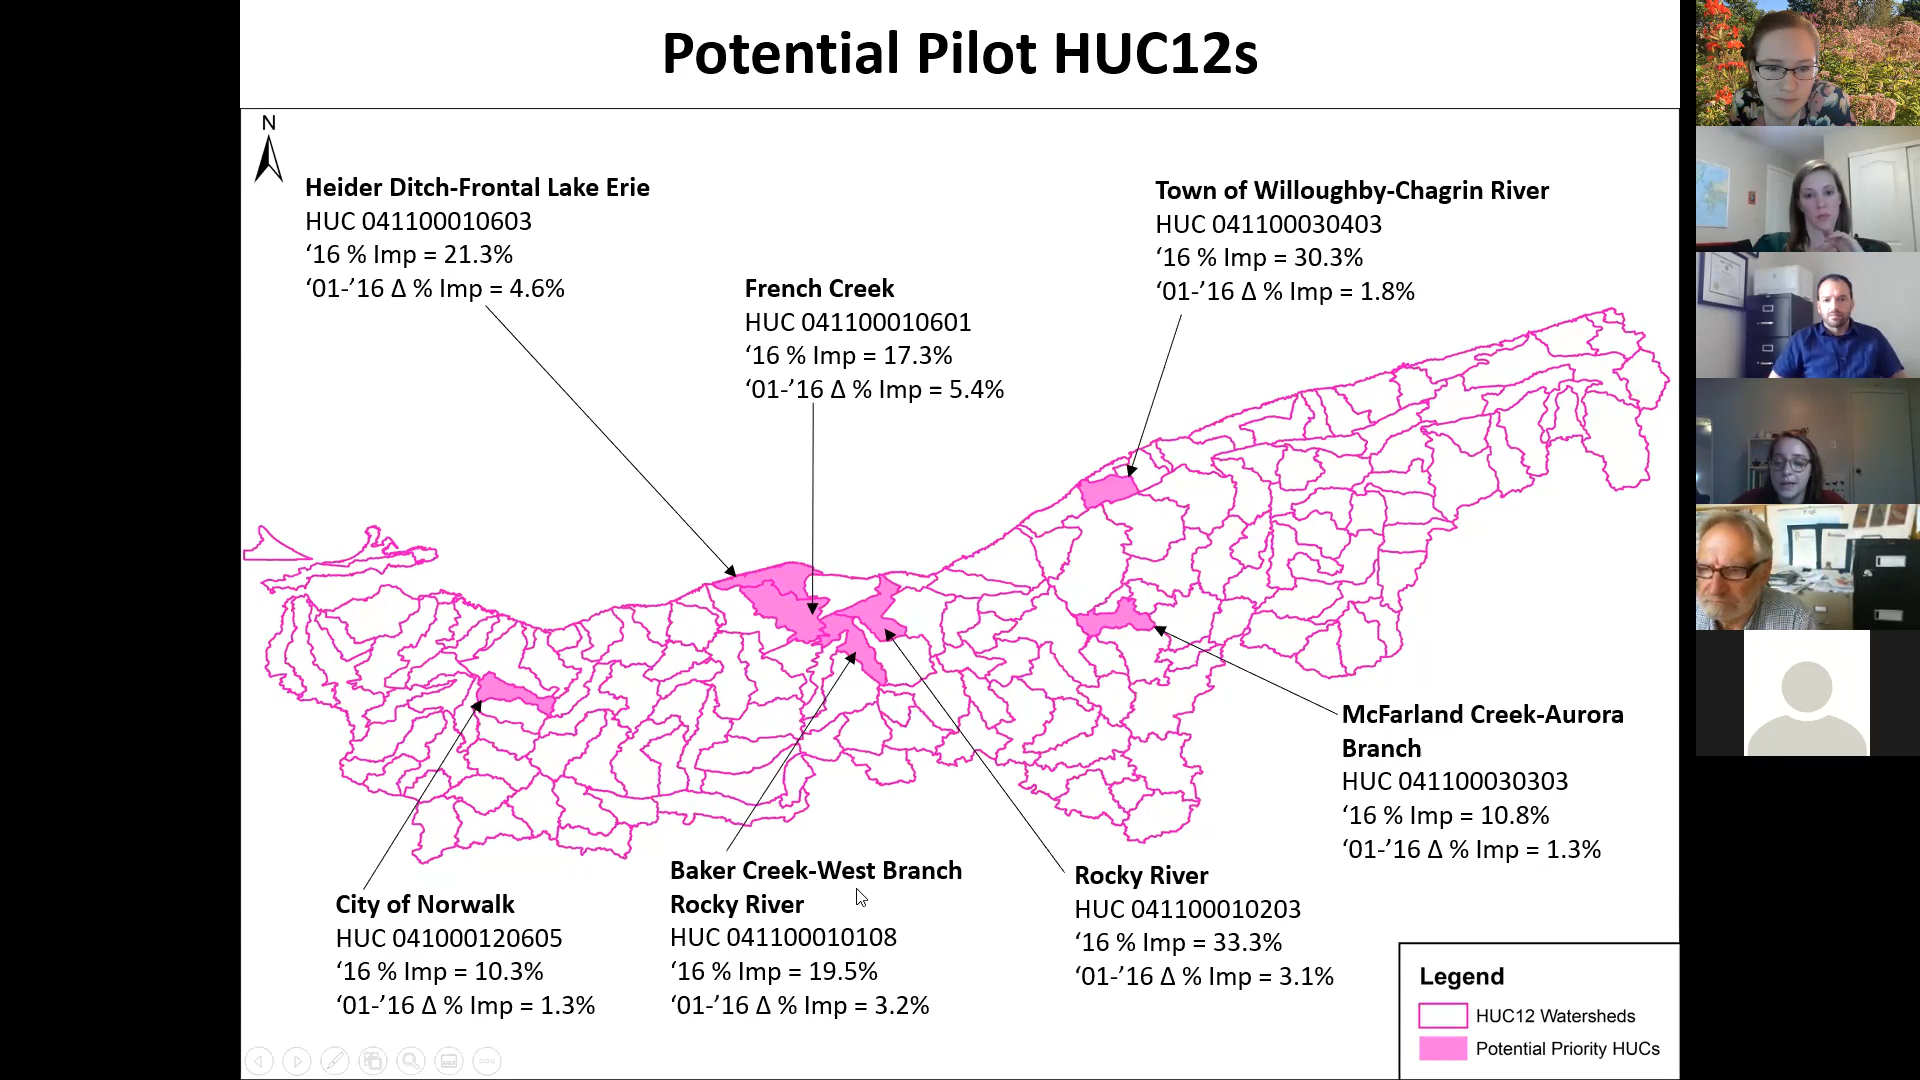 Potential Pilot HUC12s
N
Heider Ditch-Frontal Lake Erie
HUC 041100010603
‘16 % Imp = 21.3%
‘01-’16 Δ % Imp = 4.6%
French Creek
HUC 041100010601
‘16 % Imp = 17.3%
‘01-’16 Δ % Imp = 5.4%
Town of Willoughby-Chagrin River
HUC 041100030403
‘16 % Imp = 30.3%
‘01-’16 Δ % Imp = 1.8%
McFarland Creek-Aurora
Branch
HUC 041100030303
‘16 % Imp = 10.8%
‘01-’16 Δ % Imp = 1.3%
City of Norwalk
HUC 041000120605
‘16 % Imp = 10.3%
‘01-’16 Δ % Imp = 1.3%
Baker Creek-West Branch
Rocky River
HUC 041100010108
‘16 % Imp = 19.5%
‘01-’16 Δ % Imp = 3.2%
Rocky River
HUC 041100010203
‘16 % Imp = 33.3%
‘01-’16 Δ % Imp = 3.1%
Legend
HUC12 Watersheds
Potential Priority HUCs